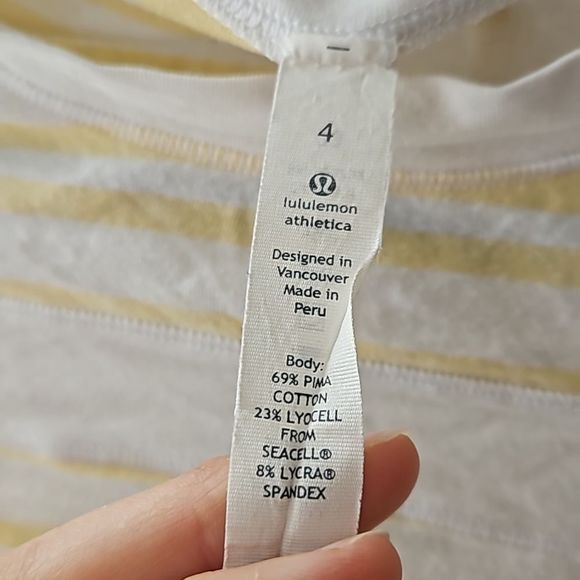 4
lululemon
athletica
Designed in
Vancouver
Made in
Peru
Body:
69% PIMA
COTTON
23% LYOCELL
FROM
SEACELL®
8% LYCRA®
SPANDEX